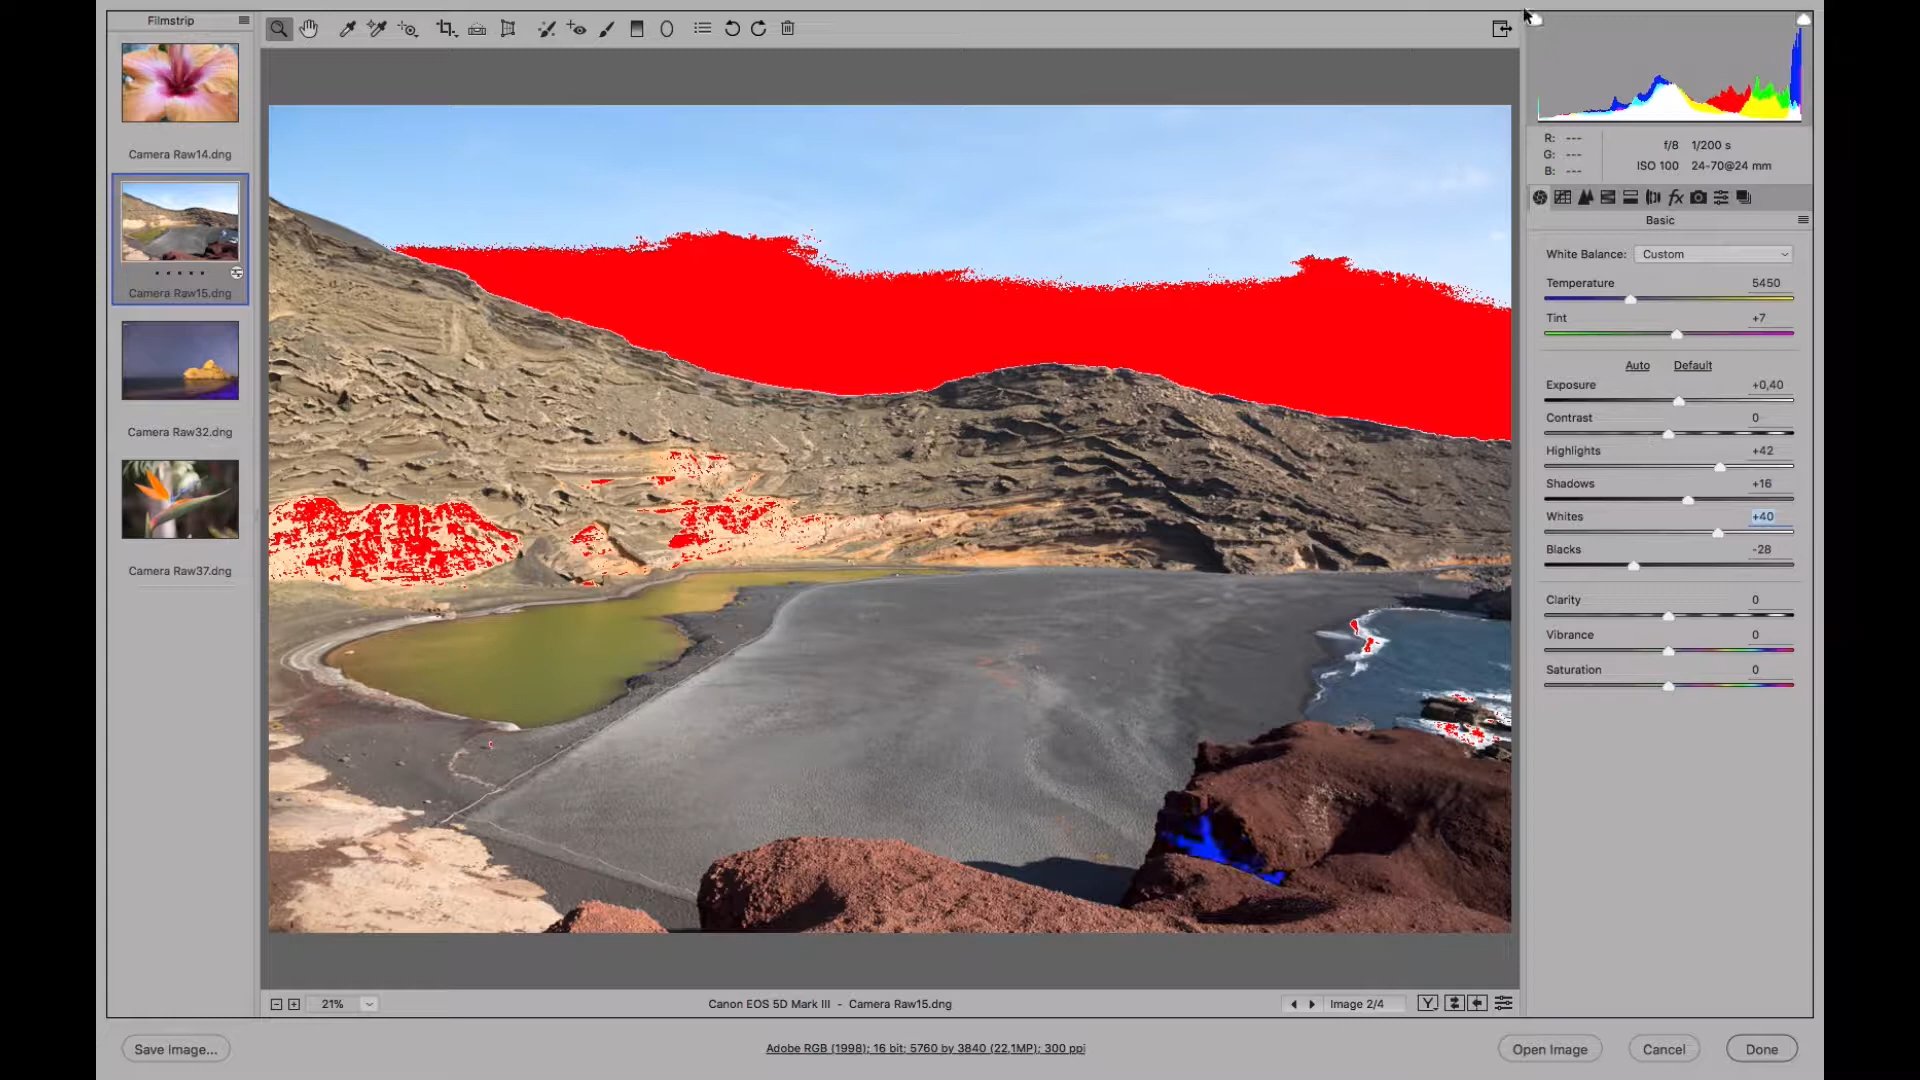 Filmstrip
Camera Raw14.dng
Camera Raw15.dng
Camera Raw32.dng
Camera Raw37.dng
R: ---
G: ---
B: ---
f/8 1/200 s
ISO 100 24-70@24 mm
fx
Basic
White Balance: Custom
Temperature 5450
Tint +7
Auto Default
Exposure +0,40
Contrast 0
Highlights +42
Shadows +16
Whites +40
Blacks -28
Clarity 0
Vibrance 0
Saturation 0
21%
Canon EOS 5D Mark III - Camera Raw15.dng
Image 2/4
Y
Save Image...
Adobe RGB (1998); 16 bit; 5760 by 3840 (22,1MP); 300 ppi
Open Image
Cancel
Done